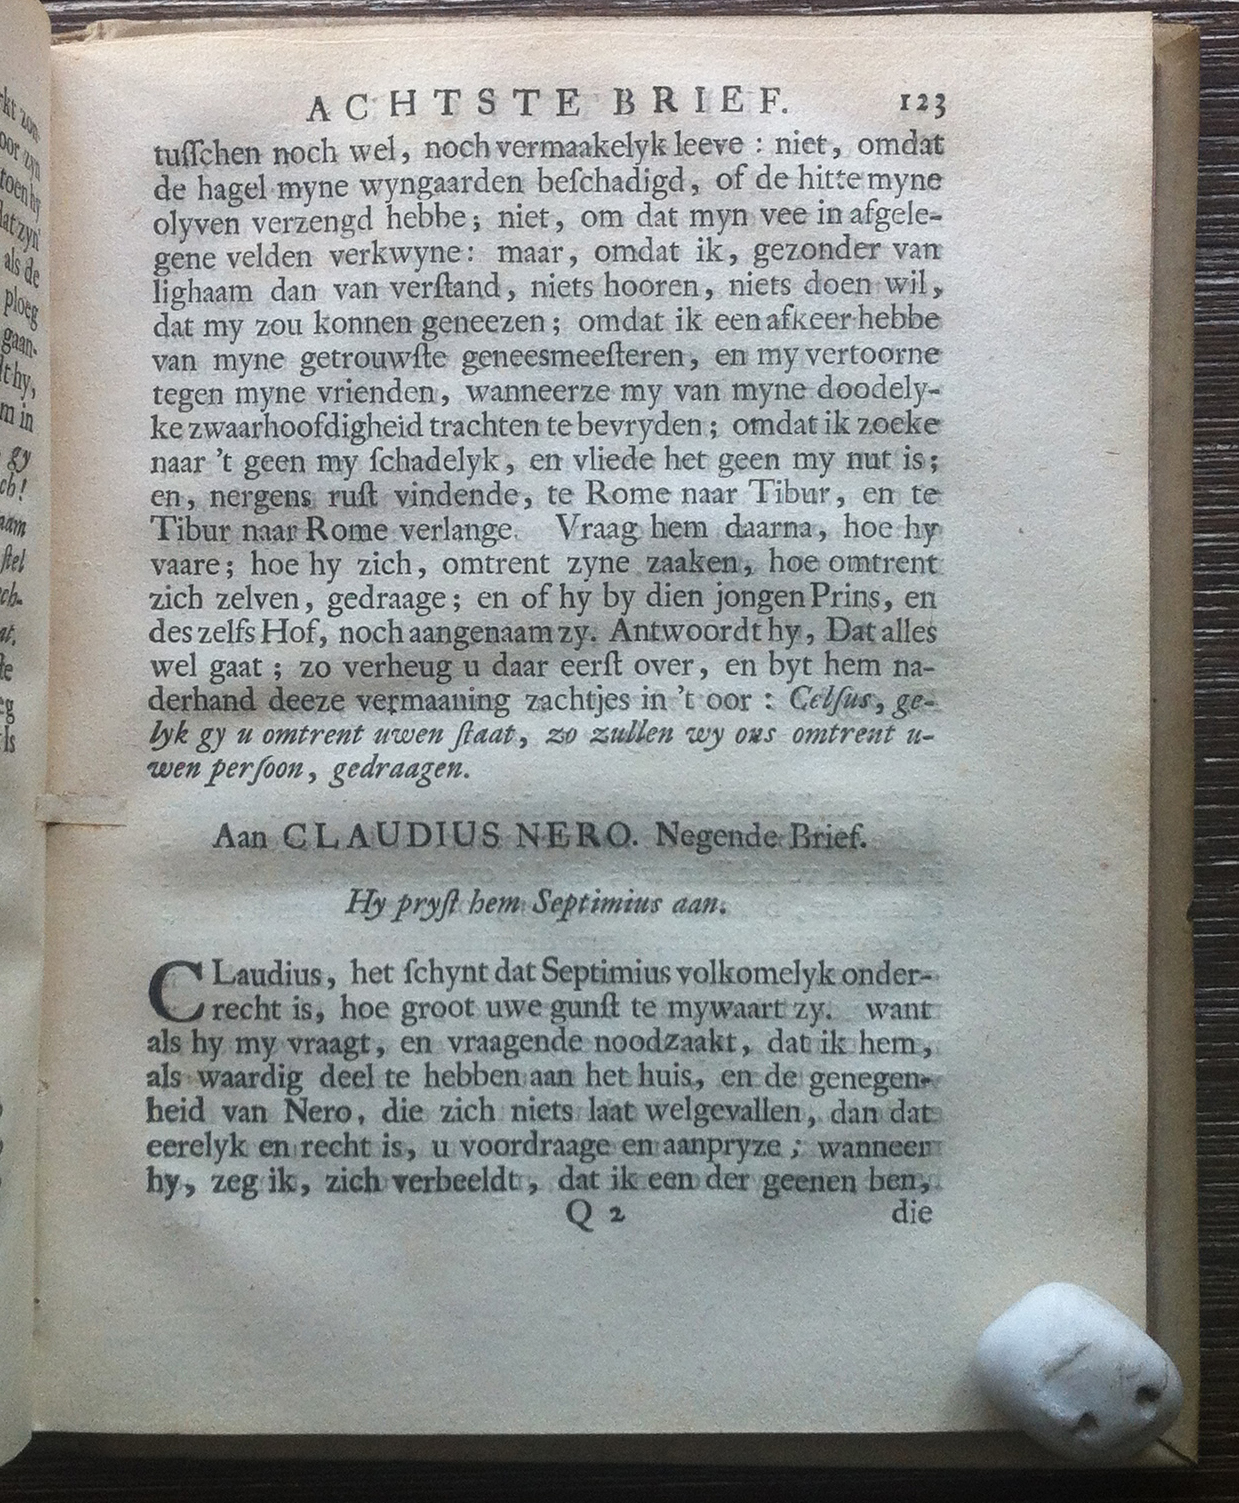 ACHTSTE BRIEF. 123
tuſſchen noch wel, noch vermaakelyk leeve : niet, omdat
de hagel myne wyngaarden beſchadigd, of de hitte myne
olyven verzengd hebbe; niet, om dat myn vee in afgele-
gene velden verkwyne: maar, omdat ik, gezonder van
lighaam dan van verſtand, niets hooren, niets doen wil,
dat my zou konnen geneezen; omdat ik een afkeer hebbe
van myne getrouwſte geneesmeeſteren, en my vertoorne
tegen myne vrienden, wanneerze my van myne doodely-
ke zwaarhoofdigheid trachten te bevryden; omdat ik zoeke
naar 't geen my ſchadelyk, en vliede het geen my nut is;
en, nergens ruſt vindende, te Rome naar Tibur, en te
Tibur naar Rome verlange. Vraag hem daarna, hoe hy
vaare; hoe hy zich, omtrent zyne zaaken, hoe omtrent
zich zelven, gedraage; en of hy by dien jongen Prins, en
des zelfs Hof, noch aangenaam zy. Antwoordt hy, Dat alles
wel gaat ; zo verheug u daar eerſt over, en byt hem na-
derhand deeze vermaaning zachtjes in 't oor : Celſus, ge-
lyk gy u omtrent uwen ſtaat, zo zullen wy ons omtrent u-
wen perſoon, gedraagen.
Aan CLAUDIUS NERO. Negende Brief.
Hy pryſt hem Septimius aan.
CLaudius, het ſchynt dat Septimius volkomelyk onder-
recht is, hoe groot uwe gunſt te mywaart zy. want
als hy my vraagt, en vraagende noodzaakt, dat ik hem,
als waardig deel te hebben aan het huis, en de genegen-
heid van Nero, die zich niets laat welgevallen, dan dat
eerelyk en recht is, u voordraage en aanpryze ; wanneer
hy, zeg ik, zich verbeeldt, dat ik een der geenen ben,
Q 2 die
oor zyn
toen hy
dat zyn
als de
ploeg
gaan-
m in
gy